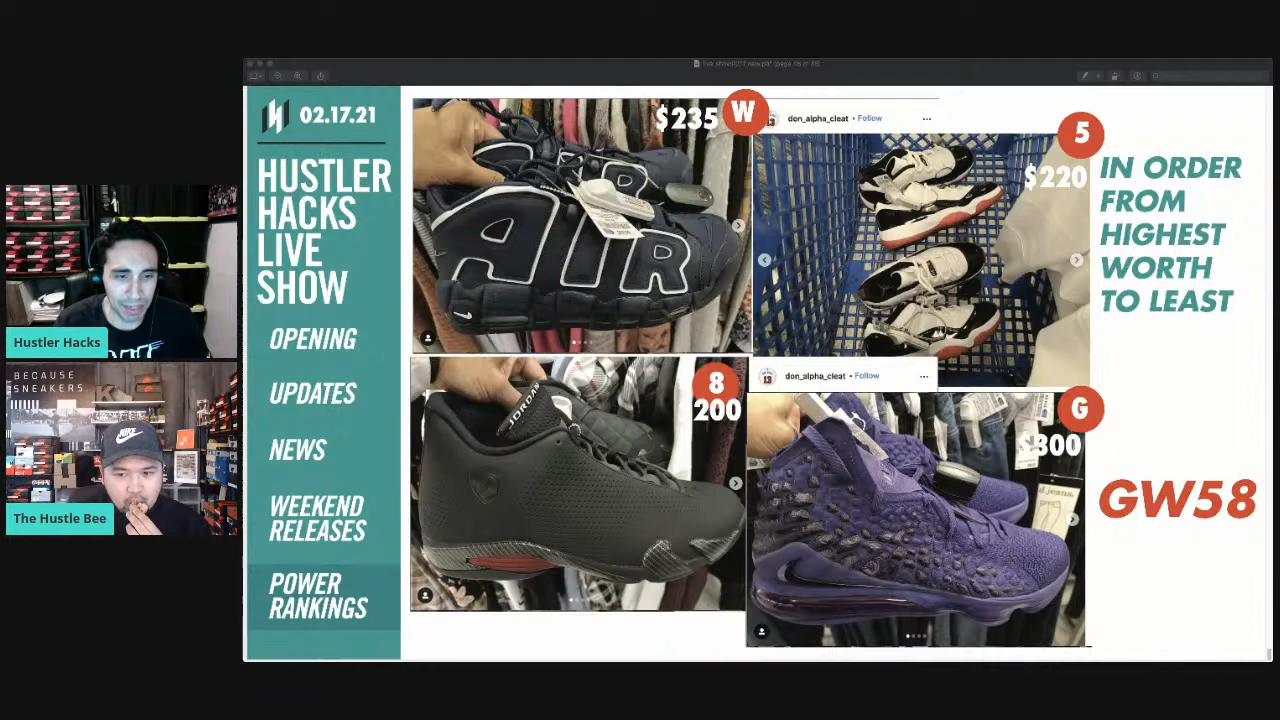 02.17.21
HUSTLER
HACKS
LIVE
SHOW
OPENING
UPDATES
NEWS
WEEKEND
RELEASES
POWER
RANKINGS
$235
W
don_alpha_cleat • Follow
5
$220
AIR
8
200
JORDAN
don_alpha_cleat • Follow
13
G
$300
IN ORDER
FROM
HIGHEST
WORTH
TO LEAST
GW58
Hustler Hacks
BECAUSE
SNEAKERS.
The Hustle Bee